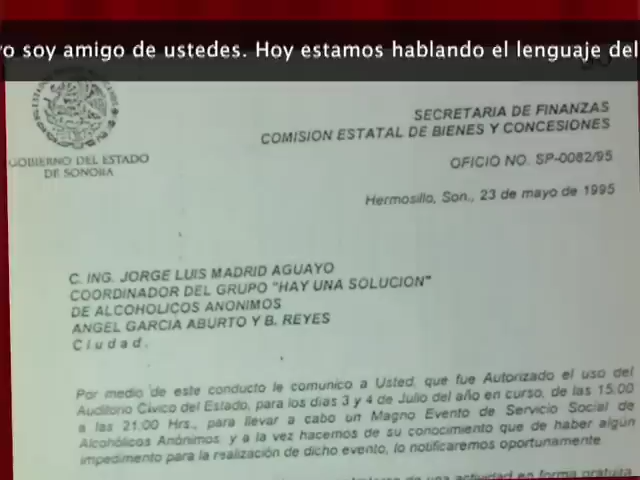 yo soy amigo de ustedes. Hoy estamos hablando el lenguaje del
SECRETARIA DE FINANZAS
COMISION ESTATAL DE BIENES Y CONCESIONES
GOBIERNO DEL ESTADO
DE SONORA
OFICIO NO. SP-0082/95
Hermosillo, Son., 23 de mayo de 1995
C. ING. JORGE LUIS MADRID AGUAYO
COORDINADOR DEL GRUPO "HAY UNA SOLUCION"
DE ALCOHOLICOS ANONIMOS
ANGEL GARCIA ABURTO Y B. REYES
Ciudad.
Por medio de este conducto le comunico a Usted, que fue Autorizado el uso del
Auditorio Cívico del Estado, para los días 3 y 4 de Julio del año en curso, de las 15:00
a las 21:00 Hrs., para llevar a cabo un Magno Evento de Servicio Social de
Alcohólicos Anónimos y a la vez hacemos de su conocimiento que de haber algún
impedimento para la realización de dicho evento, lo notificaremos oportunamente.
de una actividad en forma gratuita